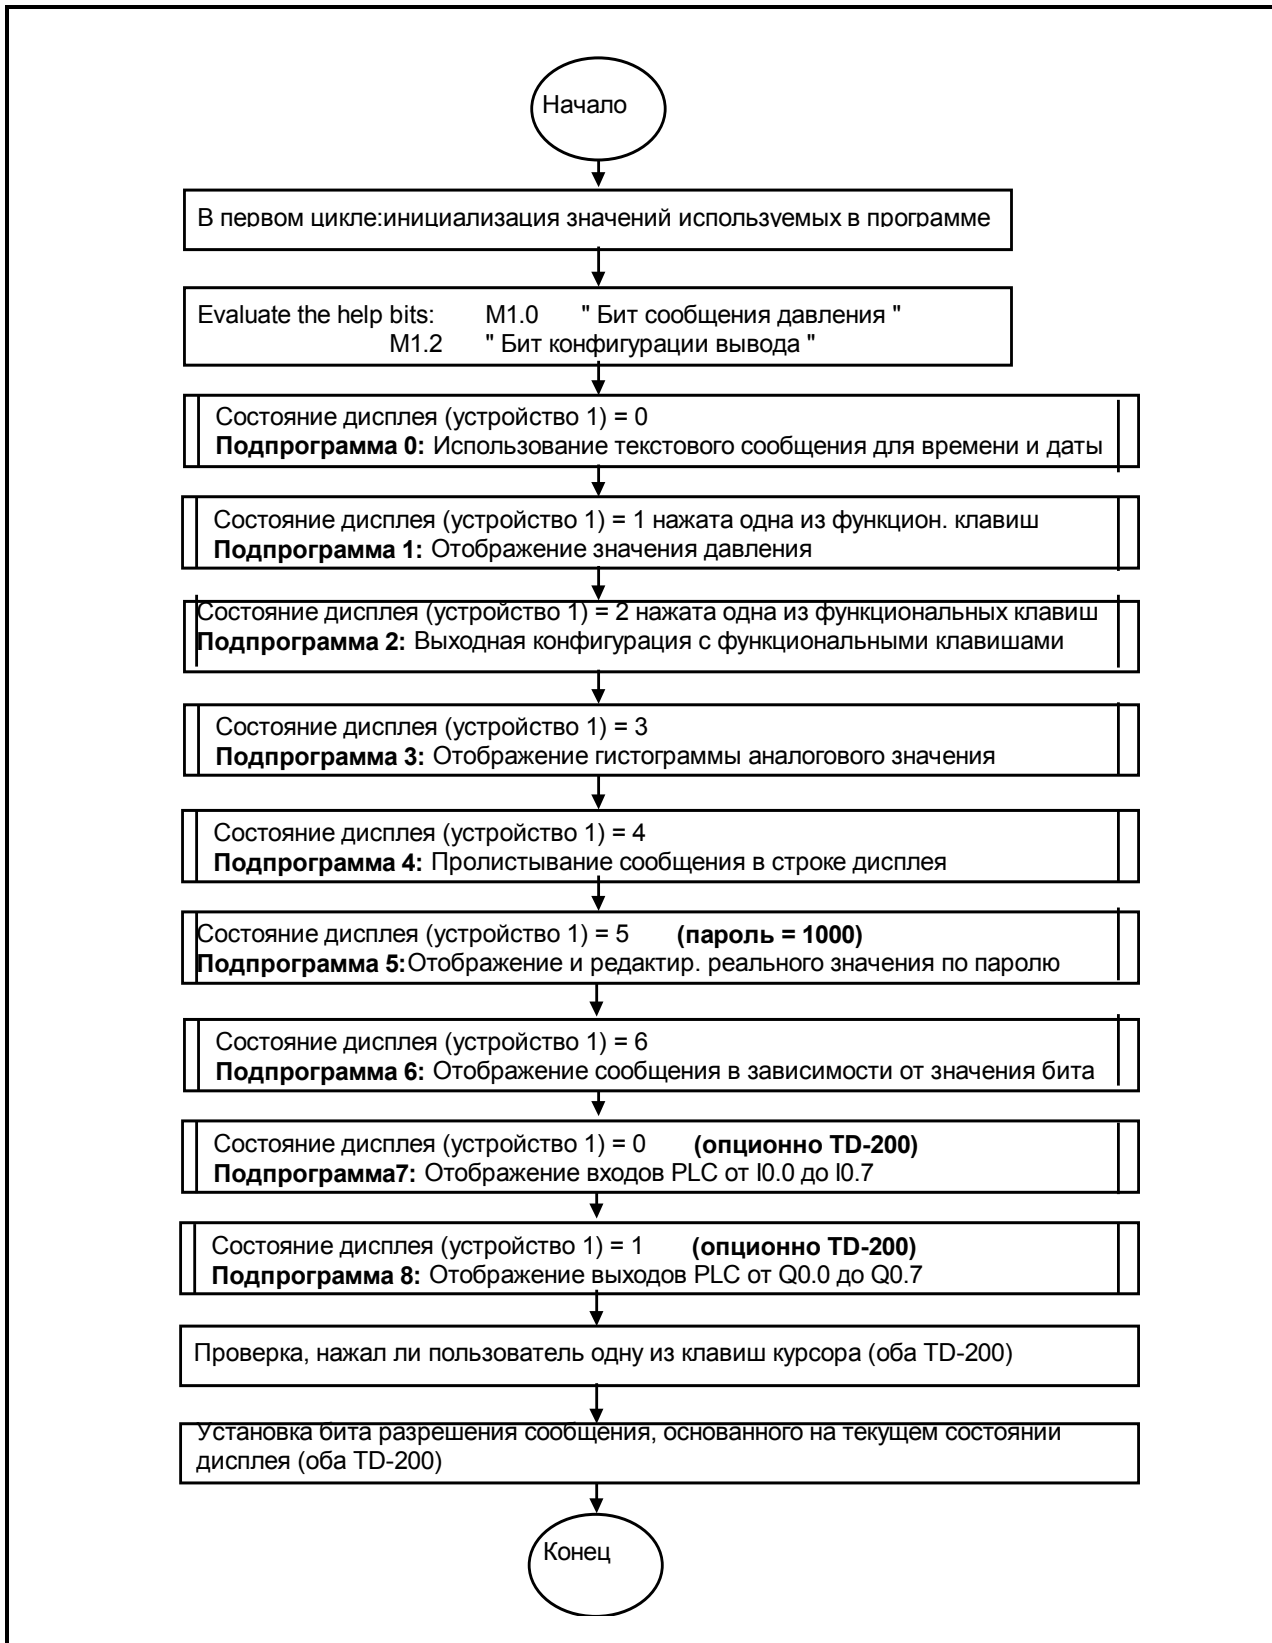 Начало
В первом цикле:инициализация значений используемых в программе
Evaluate the help bits: M1.0 " Бит сообщения давления "
M1.2 " Бит конфигурации вывода "
Состояние дисплея (устройство 1) = 0
Подпрограмма 0: Использование текстового сообщения для времени и даты
Состояние дисплея (устройство 1) = 1 нажата одна из функцион. клавиш
Подпрограмма 1: Отображение значения давления
Состояние дисплея (устройство 1) = 2 нажата одна из функциональных клавиш
Подпрограмма 2: Выходная конфигурация с функциональными клавишами
Состояние дисплея (устройство 1) = 3
Подпрограмма 3: Отображение гистограммы аналогового значения
Состояние дисплея (устройство 1) = 4
Подпрограмма 4: Пролистывание сообщения в строке дисплея
Состояние дисплея (устройство 1) = 5 (пароль = 1000)
Подпрограмма 5:Отображение и редактир. реального значения по паролю
Состояние дисплея (устройство 1) = 6
Подпрограмма 6: Отображение сообщения в зависимости от значения бита
Состояние дисплея (устройство 1) = 0 (опционно TD-200)
Подпрограмма7: Отображение входов PLC от I0.0 до I0.7
Состояние дисплея (устройство 1) = 1 (опционно TD-200)
Подпрограмма 8: Отображение выходов PLC от Q0.0 до Q0.7
Проверка, нажал ли пользователь одну из клавиш курсора (оба TD-200)
Установка бита разрешения сообщения, основанного на текущем состоянии
дисплея (оба TD-200)
Конец